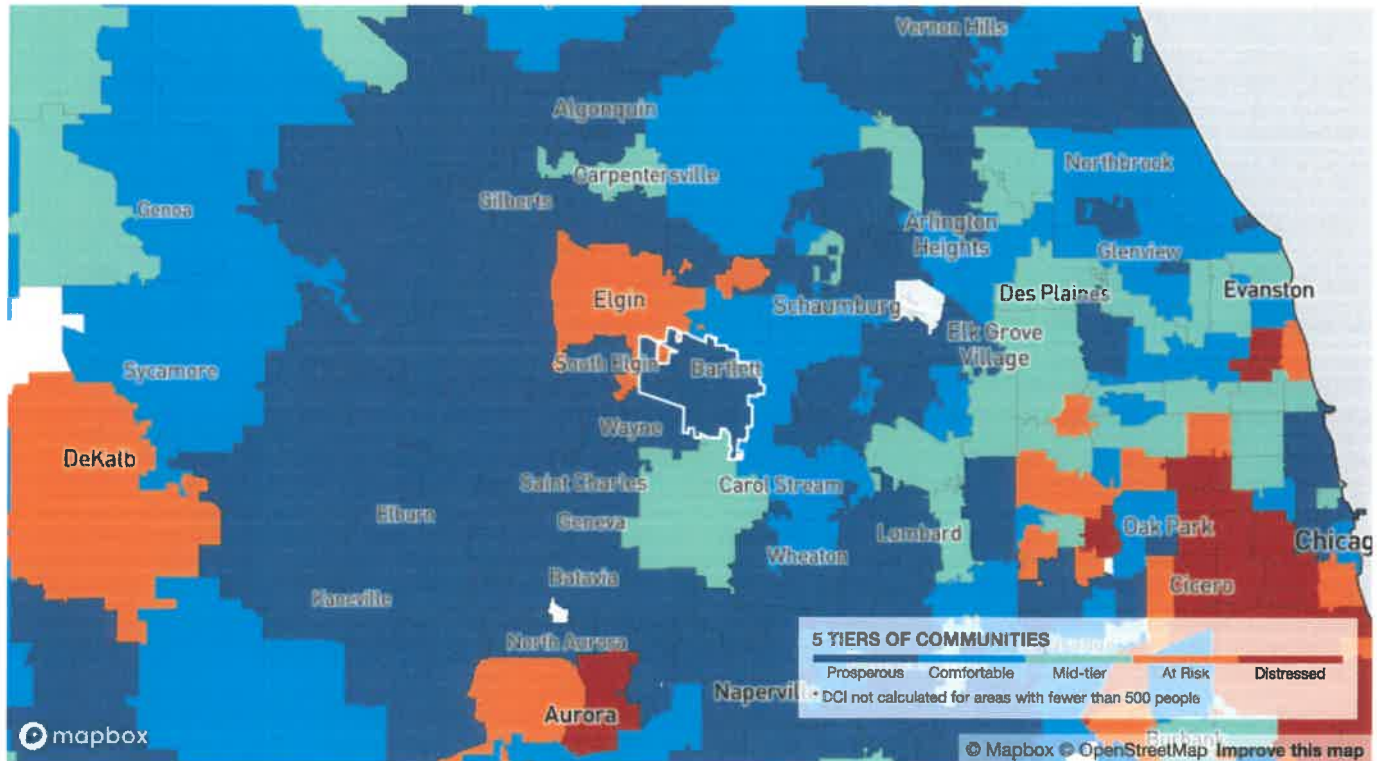 Vernon Hills
Algonquin
Carpentersville
Northbrook
Gilberts
Genoa
Arlington
Heights
Glenview
Elgin
Schaumburg
Des Plaines
Evanston
Elk Grove
Village
South Elgin
Bartlett
Sycamore
Wayne
DeKalb
Saint Charles
Carol Stream
Elburn
Geneva
Lombard
Oak Park
Chicag
Wheaton
Batavia
Cicero
Kaneville
North Aurora
5 TIERS OF COMMUNITIES
Prosperous Comfortable Mid-tier At Risk Distressed
* DCI not calculated for areas with fewer than 500 people
Naperville
Aurora
Burbank
mapbox
© Mapbox © OpenStreetMap Improve this map